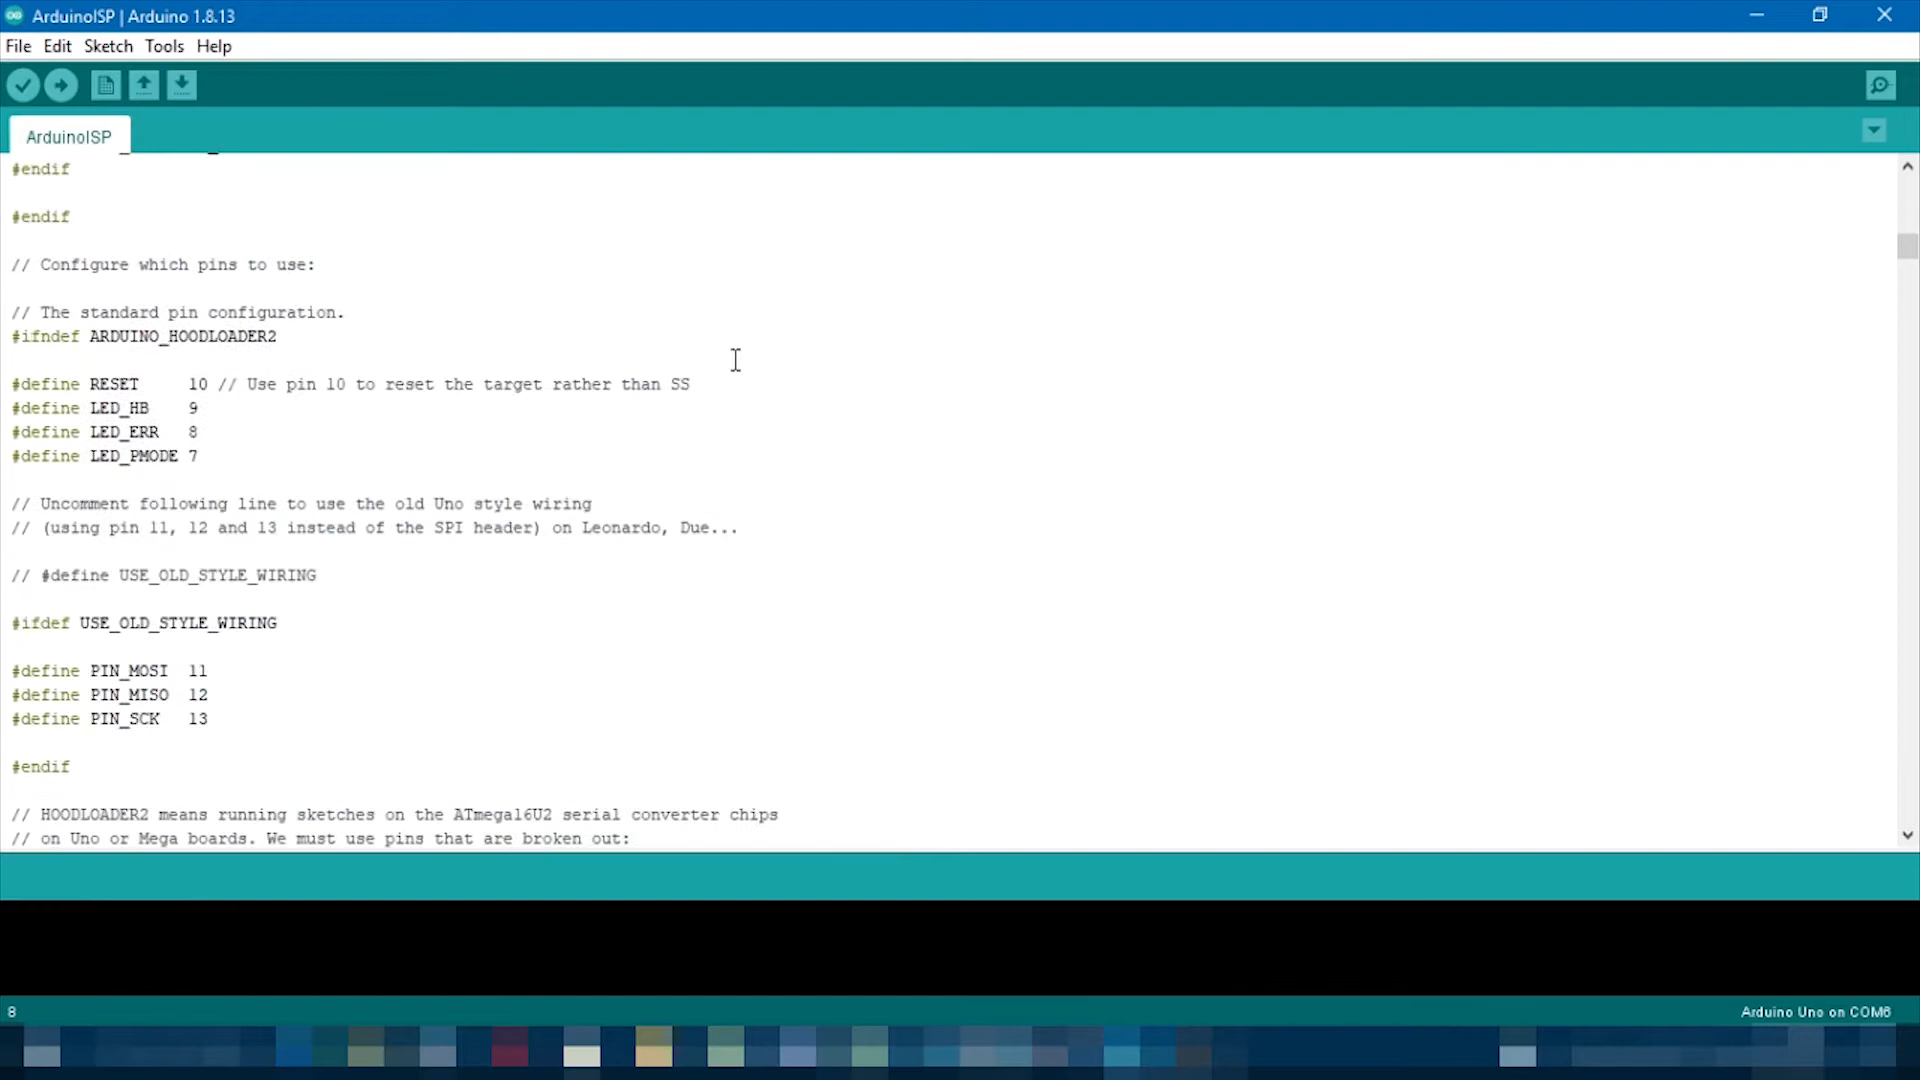 ArduinoISP | Arduino 1.8.13
File Edit Sketch Tools Help
ArduinoISP
#endif
#endif
// Configure which pins to use:
// The standard pin configuration.
#ifndef ARDUINO_HOODLOADER2
#define RESET     10 // Use pin 10 to reset the target rather than SS
#define LED_HB    9
#define LED_ERR   8
#define LED_PMODE 7
// Uncomment following line to use the old Uno style wiring
// (using pin 11, 12 and 13 instead of the SPI header) on Leonardo, Due...
// #define USE_OLD_STYLE_WIRING
#ifdef USE_OLD_STYLE_WIRING
#define PIN_MOSI  11
#define PIN_MISO  12
#define PIN_SCK   13
#endif
// HOODLOADER2 means running sketches on the ATmega16U2 serial converter chips
// on Uno or Mega boards. We must use pins that are broken out:
8
Arduino Uno on COM6